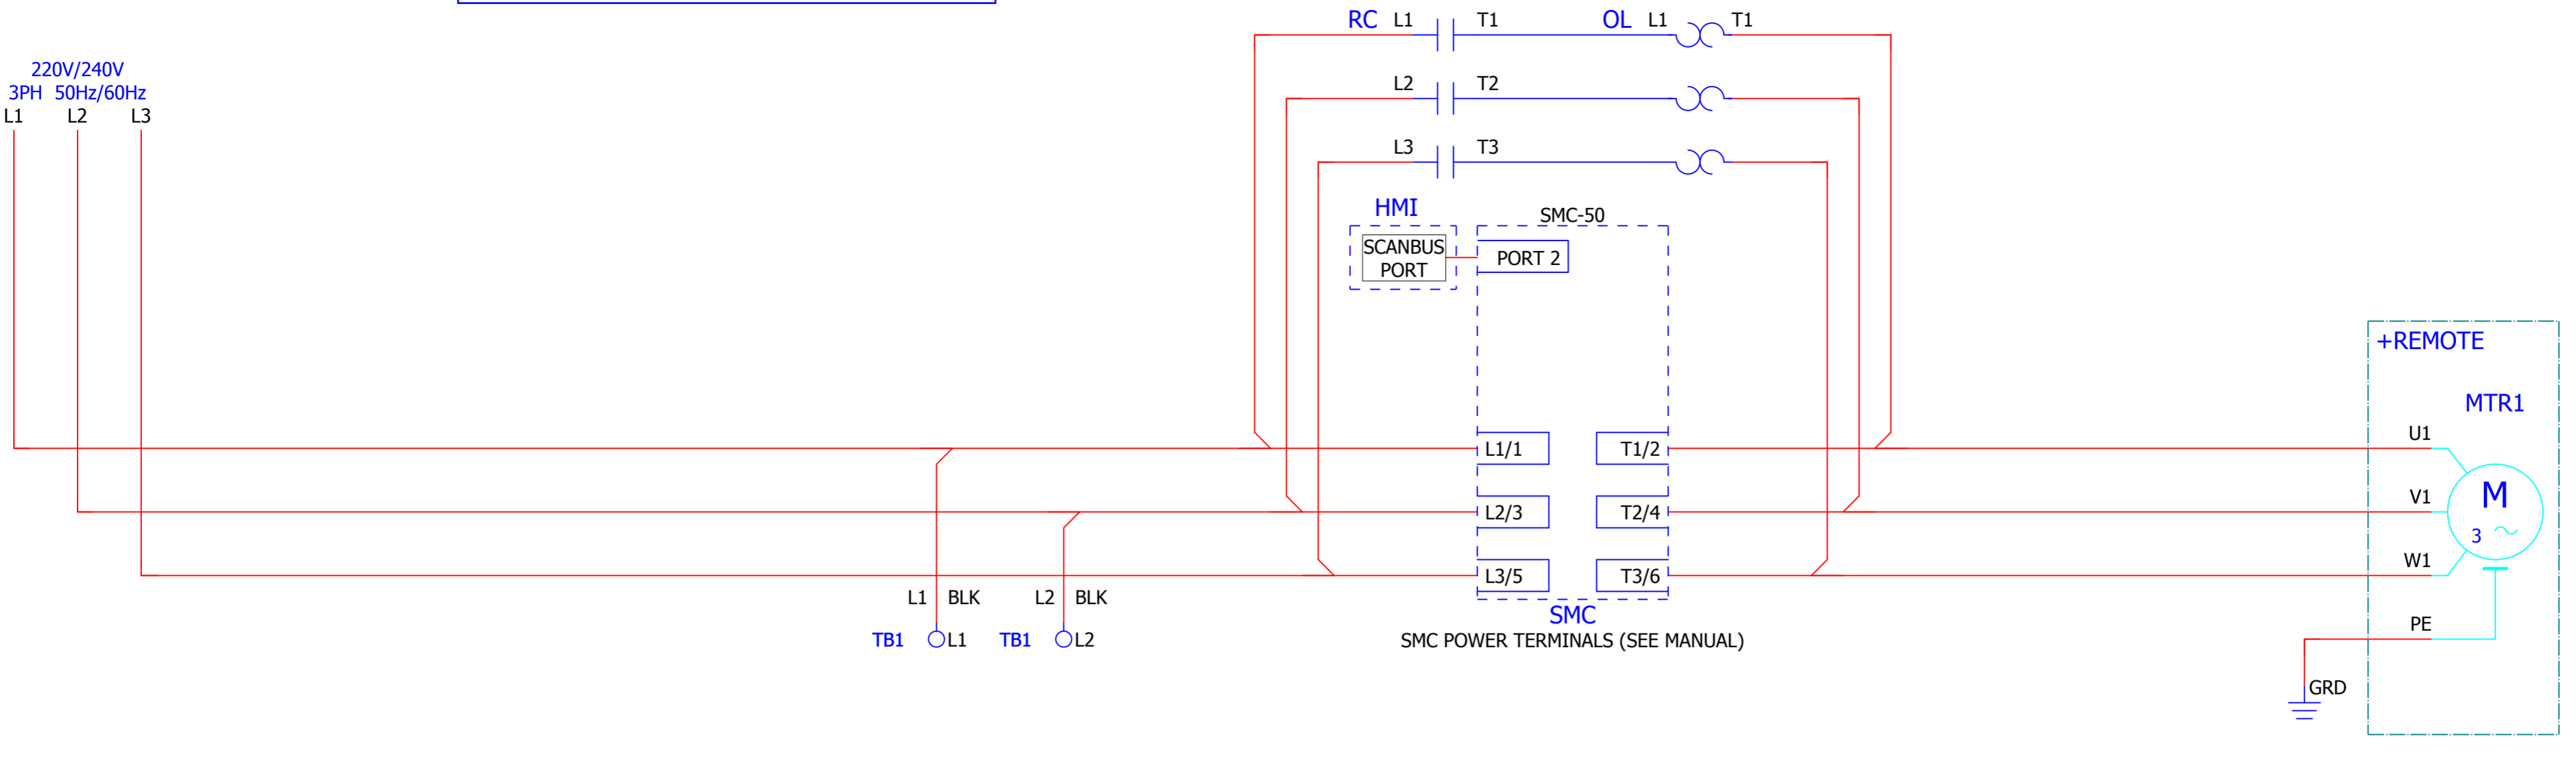 RC L1 T1 OL L1 T1
220V/240V
3PH 50Hz/60Hz
L1 L2 L3
L2 T2
L3 T3
HMI
SCANBUS
PORT
SMC-50
PORT 2
+REMOTE
MTR1
L1/1 T1/2 U1
L2/3 T2/4 V1
M
3 ~
L3/5 T3/6 W1
L1 BLK L2 BLK
TB1 L1 TB1 L2
SMC
SMC POWER TERMINALS (SEE MANUAL)
PE
GRD